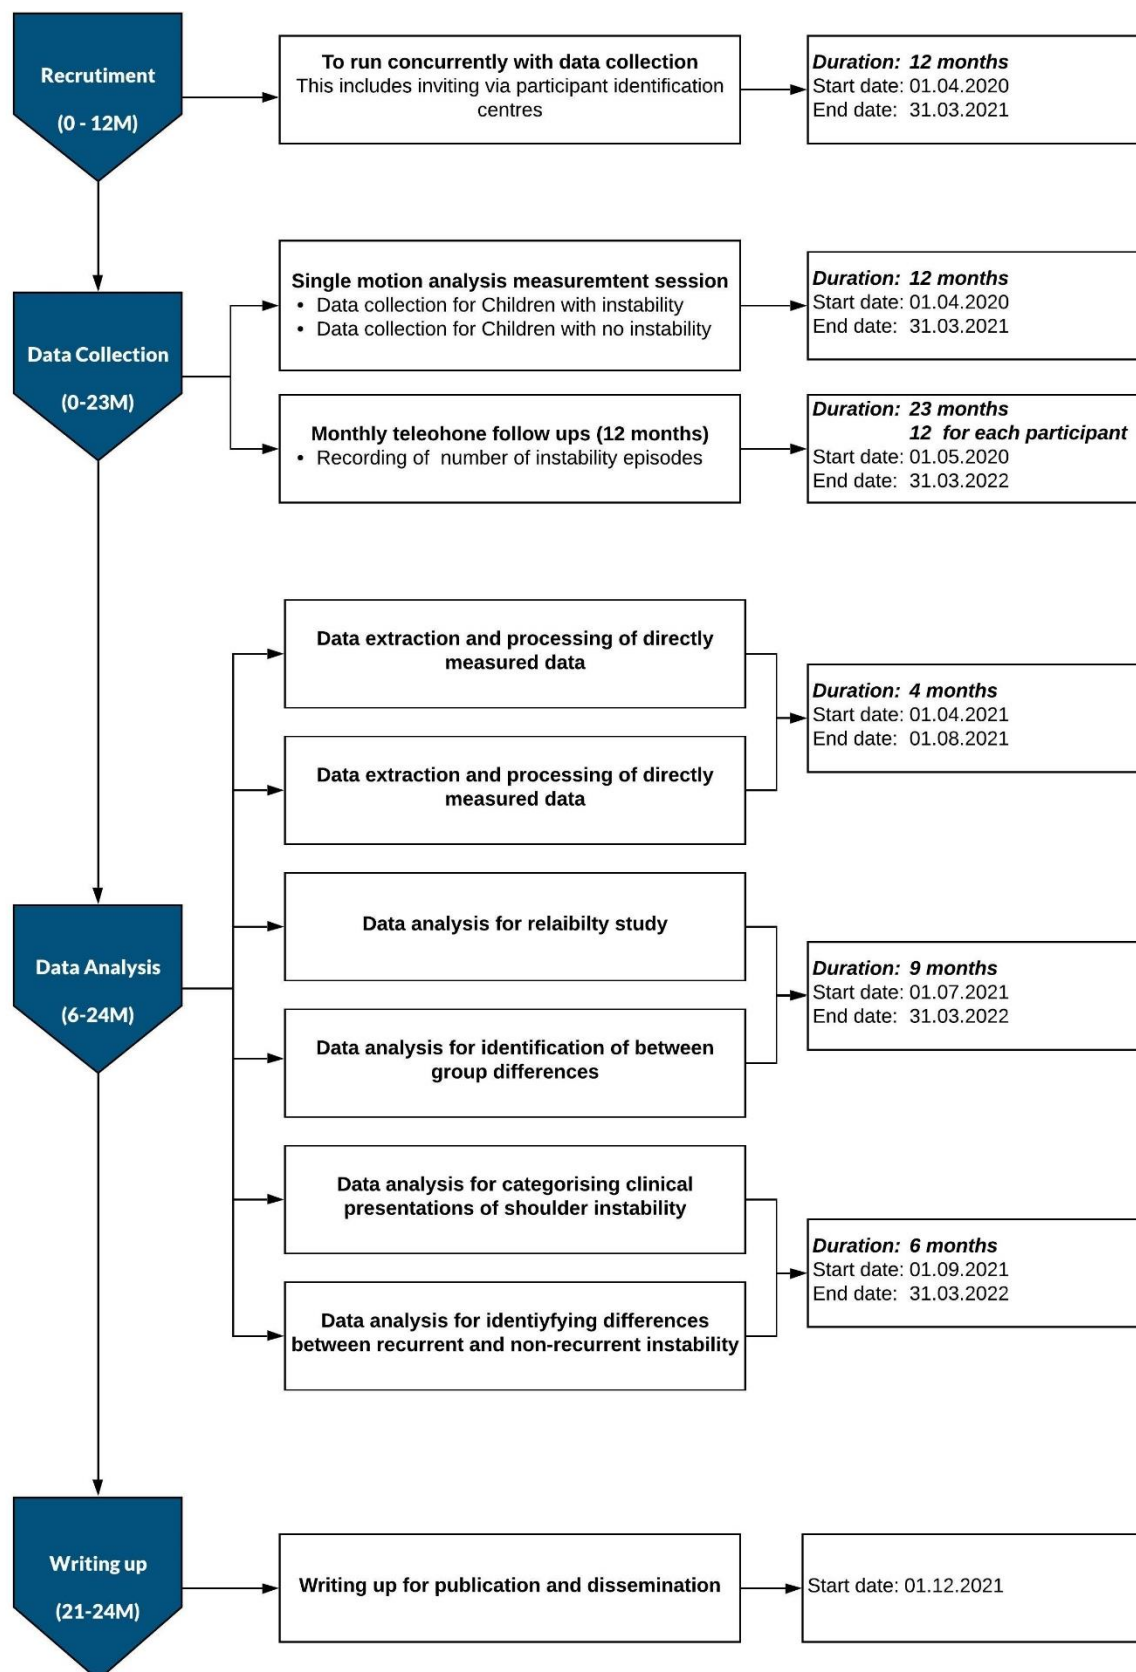 Recrutiment
(0 - 12M)
To run concurrently with data collection
This includes inviting via participant identification
centres
Duration: 12 months
Start date: 01.04.2020
End date: 31.03.2021
Data Collection
(0-23M)
Single motion analysis measuremtent session
• Data collection for Children with instability
• Data collection for Children with no instability
Duration: 12 months
Start date: 01.04.2020
End date: 31.03.2021
Monthly teleohone follow ups (12 months)
• Recording of number of instability episodes
Duration: 23 months
12 for each participant
Start date: 01.05.2020
End date: 31.03.2022
Data Analysis
(6-24M)
Data extraction and processing of directly
measured data
Data extraction and processing of directly
measured data
Duration: 4 months
Start date: 01.04.2021
End date: 01.08.2021
Data analysis for relaibilty study
Data analysis for identification of between
group differences
Duration: 9 months
Start date: 01.07.2021
End date: 31.03.2022
Data analysis for categorising clinical
presentations of shoulder instability
Data analysis for identiyfying differences
between recurrent and non-recurrent instability
Duration: 6 months
Start date: 01.09.2021
End date: 31.03.2022
Writing up
(21-24M)
Writing up for publication and dissemination
Start date: 01.12.2021